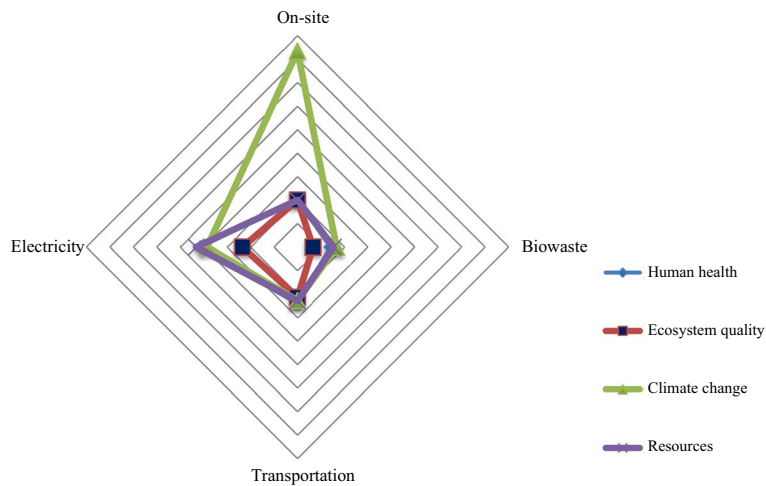 On-site
Electricity
Biowaste
Human health
Ecosystem quality
Climate change
Resources
Transportation